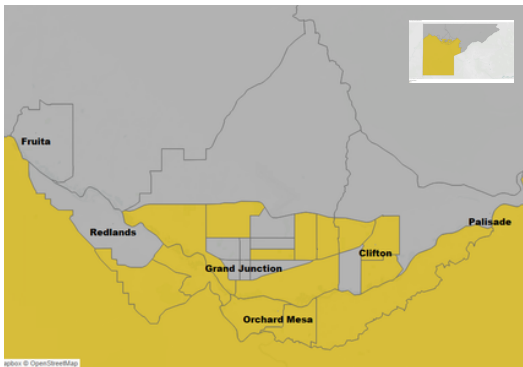 Fruita
Palisade
Redlands
Clifton
Grand Junction
Orchard Mesa
apbox © OpenStreetMap